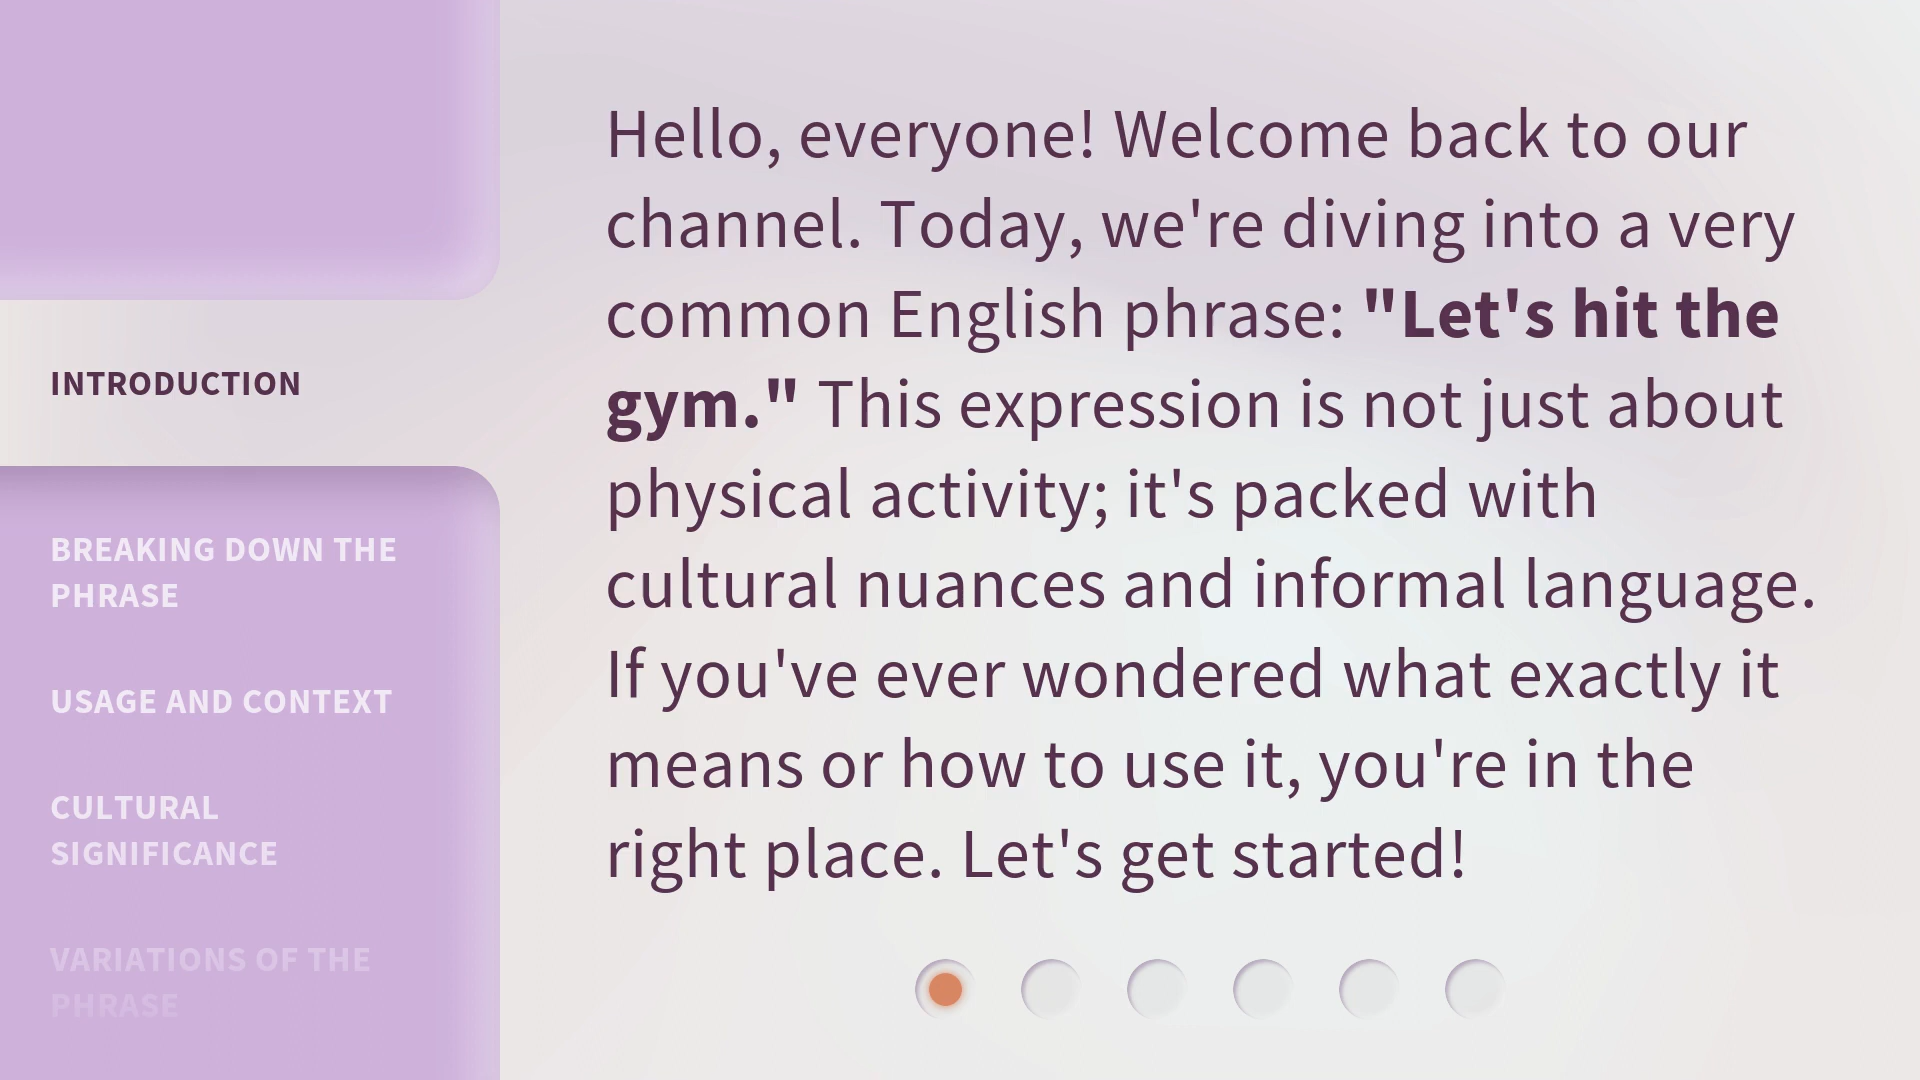 INTRODUCTION
BREAKING DOWN THE
PHRASE
USAGE AND CONTEXT
CULTURAL
SIGNIFICANCE
VARIATIONS OF THE
PHRASE
Hello, everyone! Welcome back to our
channel. Today, we're diving into a very
common English phrase: "Let's hit the
gym." This expression is not just about
physical activity; it's packed with
cultural nuances and informal language.
If you've ever wondered what exactly it
means or how to use it, you're in the
right place. Let's get started!